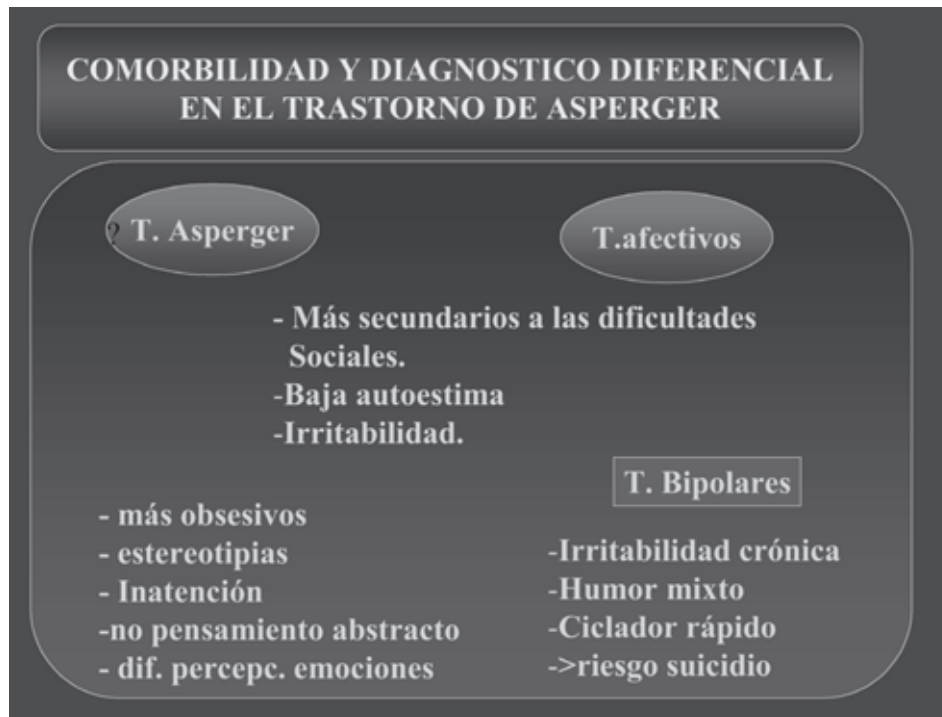 COMORBILIDAD Y DIAGNOSTICO DIFERENCIAL
EN EL TRASTORNO DE ASPERGER
? T. Asperger
T.afectivos
- Más secundarios a las dificultades
Sociales.
-Baja autoestima
-Irritabilidad.
- más obsesivos
- estereotipias
- Inatención
-no pensamiento abstracto
- dif. percepc. emociones
T. Bipolares
-Irritabilidad crónica
-Humor mixto
-Ciclador rápido
->riesgo suicidio